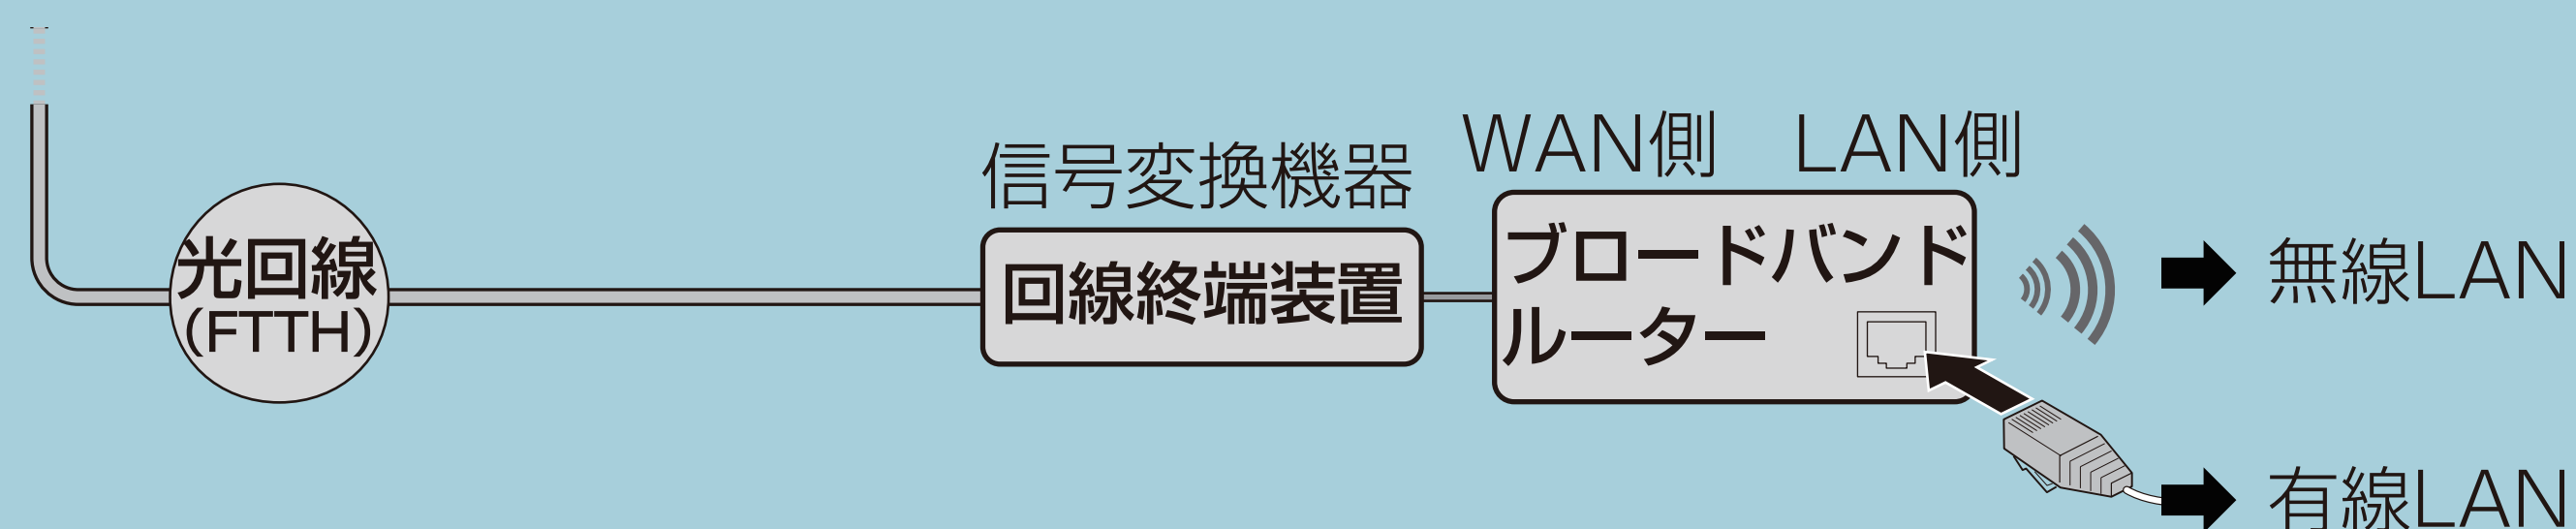 光回線
(FTTH)
信号変換機器
回線終端装置
WAN側
LAN側
ブロードバンド
ルーター
無線LAN
有線LAN